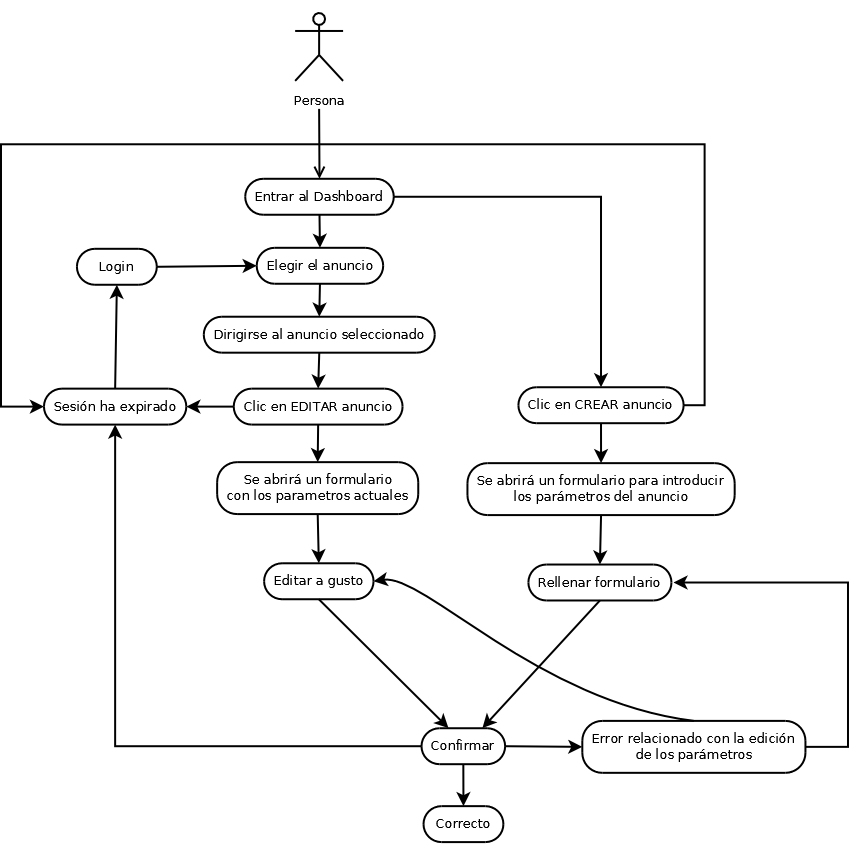 Persona
Entrar al Dashboard
Login
Elegir el anuncio
Dirigirse al anuncio seleccionado
Sesión ha expirado
Clic en EDITAR anuncio
Clic en CREAR anuncio
Se abrirá un formulario
con los parametros actuales
Se abrirá un formulario para introducir
los parámetros del anuncio
Editar a gusto
Rellenar formulario
Confirmar
Error relacionado con la edición
de los parámetros
Correcto